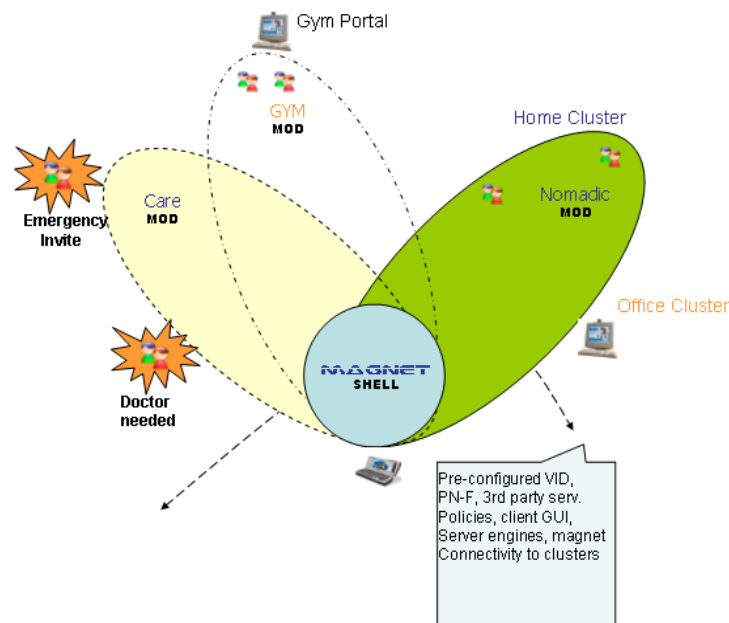 Gym Portal
GYM
MOD
Home Cluster
Care
MOD
Nomadic
MOD
Emergency
Invite
Office Cluster
MAGNET
SHELL
Doctor
needed
Pre-configured VID,
PN-F, 3rd party serv.
Policies, client GUI,
Server engines, magnet
Connectivity to clusters